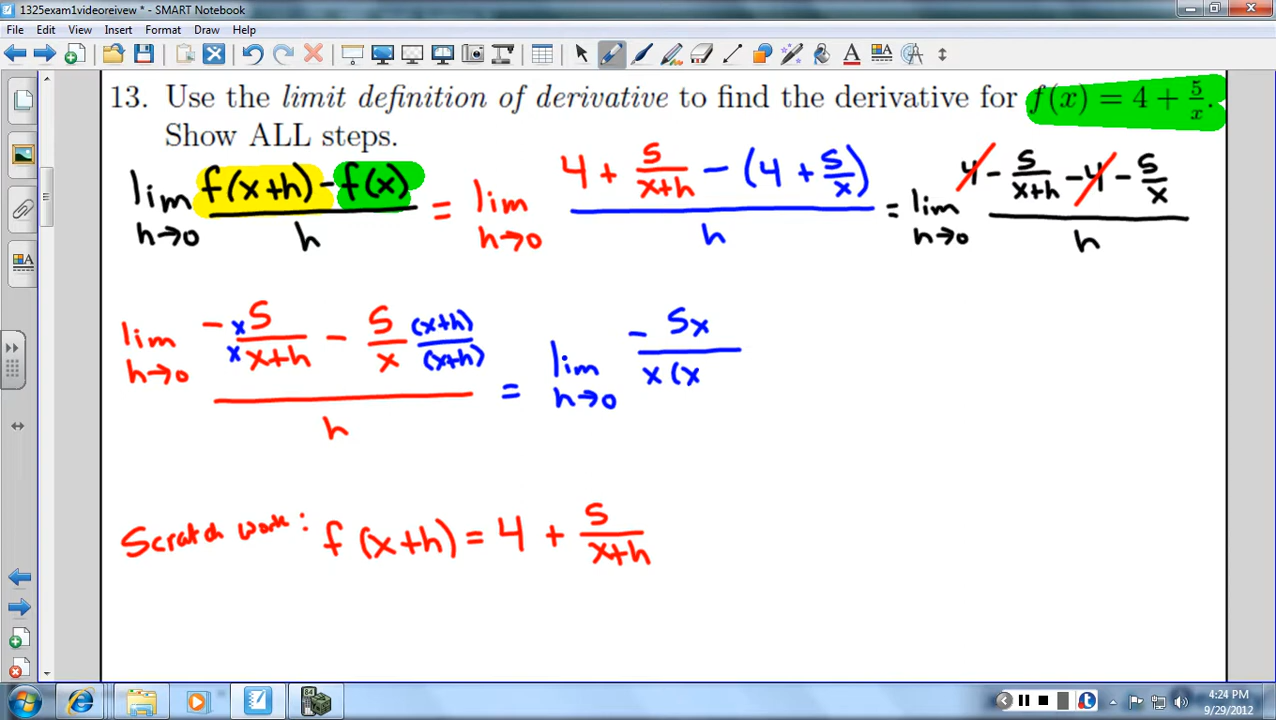 1325exam1videoreivew * - SMART Notebook
File Edit View Insert Format Draw Help
13. Use the limit definition of derivative to find the derivative for f(x) = 4 + 5/x.
Show ALL steps.
lim h→0 (f(x+h) - f(x))/h = lim h→0 (4 + 5/(x+h) - (4 + 5/x))/h = lim h→0 (4 - 5/(x+h) - 4 - 5/x)/h
lim h→0 (- x5/x(x+h) - 5/x (x+h)/(x+h))/h = lim h→0 - 5x/x(x
Scratch work: f(x+h) = 4 + 5/(x+h)
4:24 PM
9/29/2012